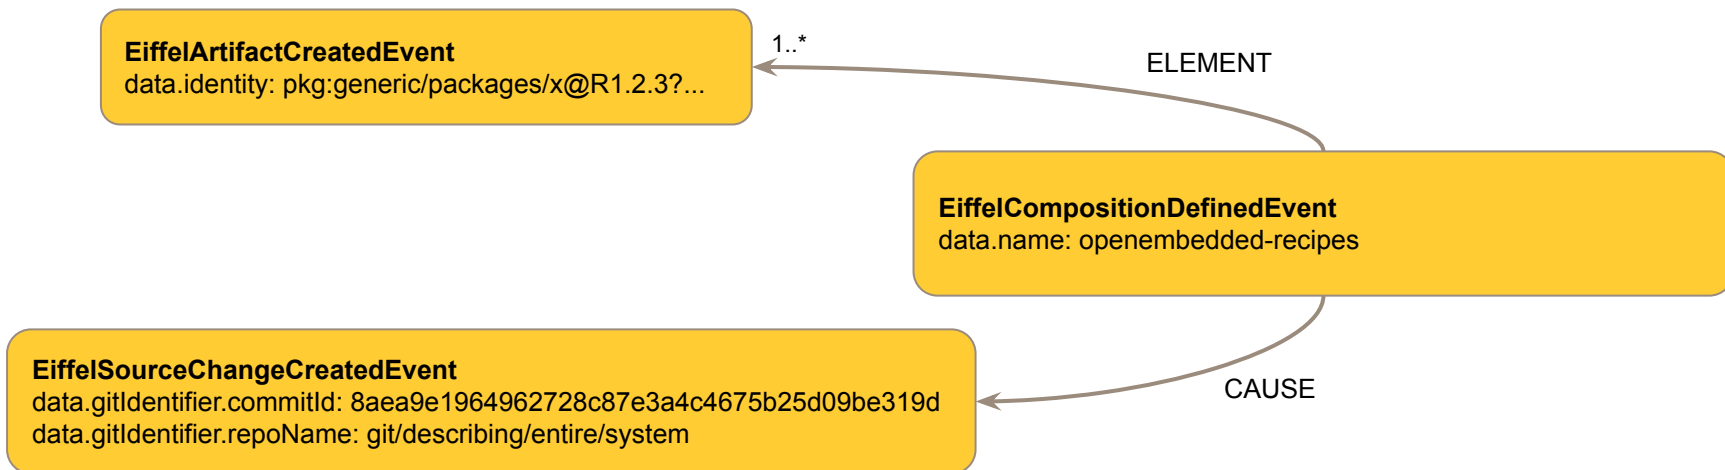 EiffelArtifactCreatedEvent
data.identity: pkg:generic/packages/x@R1.2.3?...
1..*
ELEMENT
EiffelCompositionDefinedEvent
data.name: openembedded-recipes
EiffelSourceChangeCreatedEvent
data.gitIdentifier.commitId: 8aea9e1964962728c87e3a4c4675b25d09be319d
data.gitIdentifier.repoName: git/describing/entire/system
CAUSE